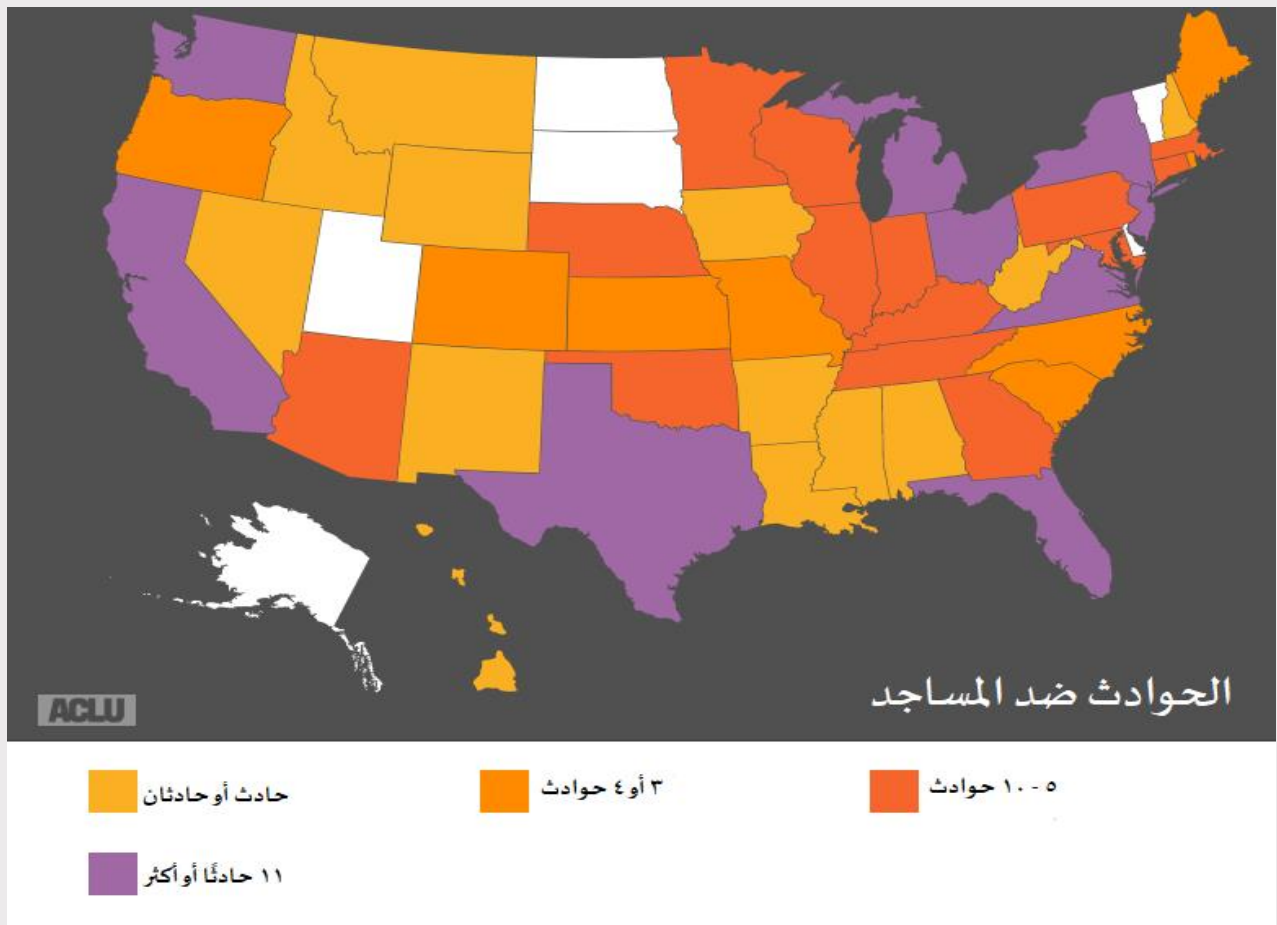 الحوادث ضد المساجد
ACLU
حادث أو حادثان
٣ أو ٤ حوادث
٥ - ١٠ حوادث
١١ حادثًا أو أكثر